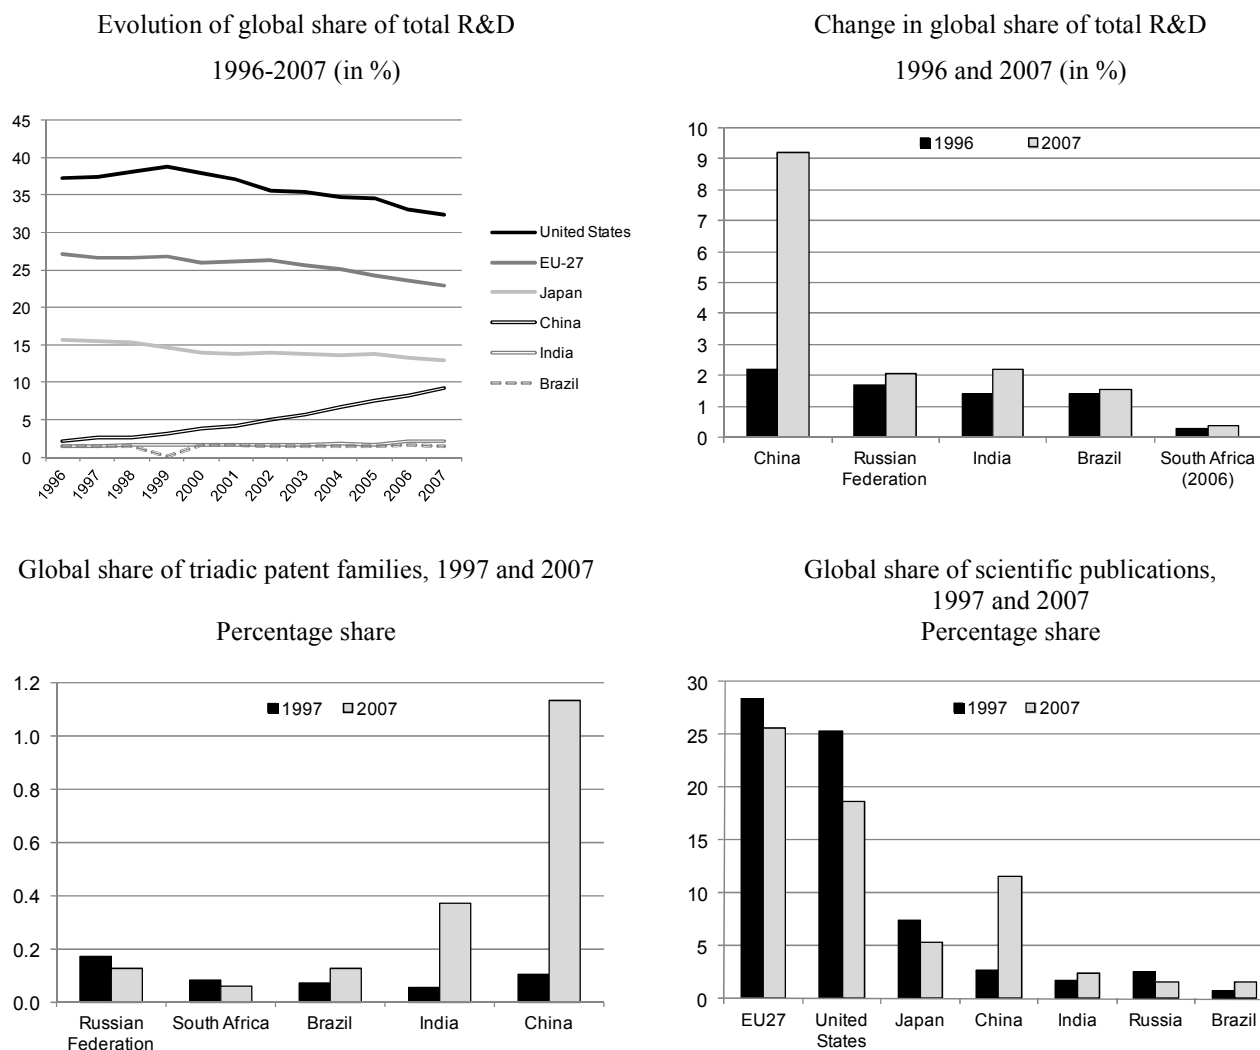 Evolution of global share of total R&D
1996-2007 (in %)
45
40
35
30
25
20
15
10
5
0
1996
1997
1998
1999
2000
2001
2002
2003
2004
2005
2006
2007
United States
EU-27
Japan
China
India
Brazil
Change in global share of total R&D
1996 and 2007 (in %)
10
9
8
7
6
5
4
3
2
1
0
1996 2007
China Russian India Brazil South Africa
Federation (2006)
Global share of triadic patent families, 1997 and 2007
Percentage share
1.2
1.0
0.8
0.6
0.4
0.2
0.0
1997 2007
Russian South Africa Brazil India China
Federation
Global share of scientific publications,
1997 and 2007
Percentage share
30
25
20
15
10
5
0
1997 2007
EU27 United Japan China India Russia Brazil
States